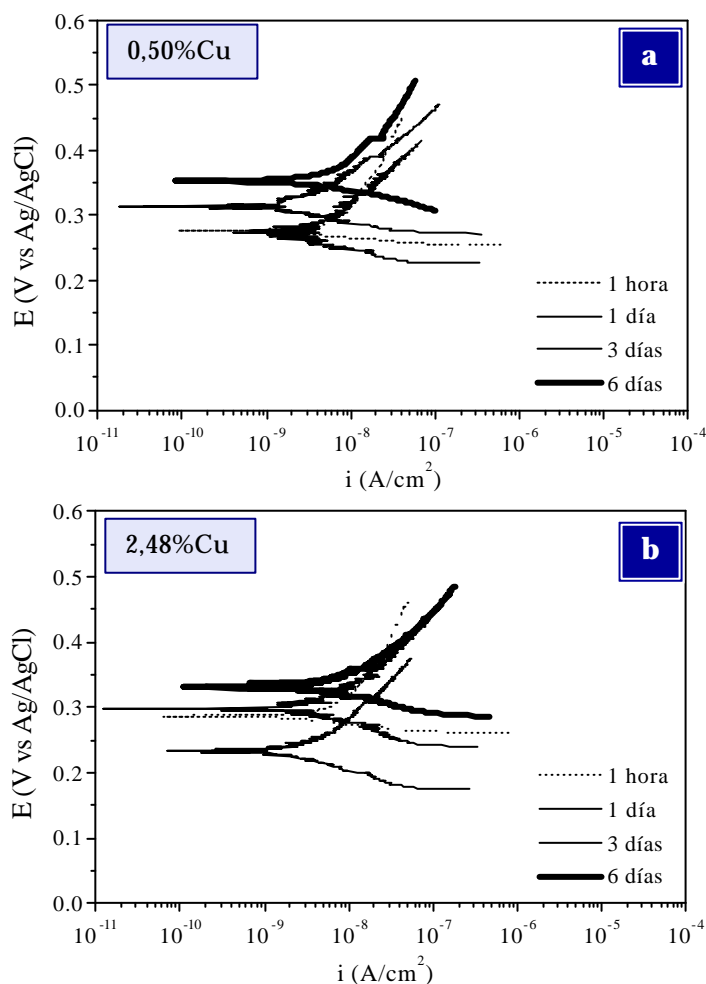 0,50%Cu
a
0.6
0.5
0.4
0.3
0.2
0.1
0.0
E (V vs Ag/AgCl)
1 hora
1 día
3 días
6 días
10⁻¹¹ 10⁻¹⁰ 10⁻⁹ 10⁻⁸ 10⁻⁷ 10⁻⁶ 10⁻⁵ 10⁻⁴
i (A/cm²)
2,48%Cu
b
0.6
0.5
0.4
0.3
0.2
0.1
0.0
E (V vs Ag/AgCl)
1 hora
1 día
3 días
6 días
10⁻¹¹ 10⁻¹⁰ 10⁻⁹ 10⁻⁸ 10⁻⁷ 10⁻⁶ 10⁻⁵ 10⁻⁴
i (A/cm²)